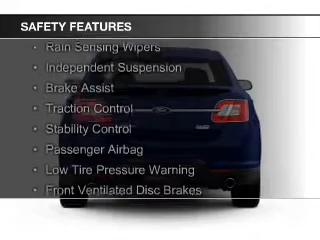 SAFETY FEATURES
• Rain Sensing Wipers
• Independent Suspension
• Brake Assist
• Traction Control
• Stability Control
• Passenger Airbag
• Low Tire Pressure Warning
• Front Ventilated Disc Brakes
Ford